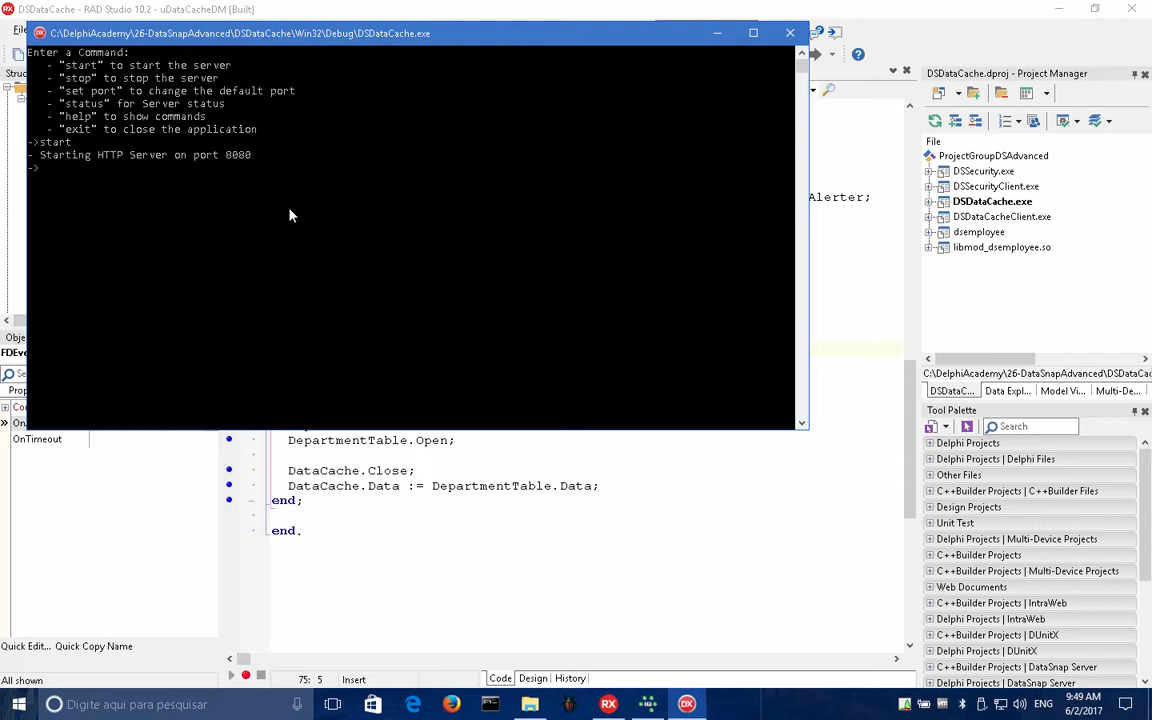 DSDataCache - RAD Studio 10.2 - uDataCacheDM [Built]
C:\DelphiAcademy\26-DataSnapAdvanced\DSDataCache\Win32\Debug\DSDataCache.exe
Enter a Command:
- "start" to start the server
- "stop" to stop the server
- "set port" to change the default port
- "status" for Server status
- "help" to show commands
- "exit" to close the application
->start
- Starting HTTP Server on port 8080
->
Alerter;
DepartmentTable.Open;
DataCache.Close;
DataCache.Data := DepartmentTable.Data;
end;
end.
OnTimeout
Quick Edit... Quick Copy Name
All shown
75: 5 Insert
Code Design History
DSDataCache.dproj - Project Manager
File
ProjectGroupDSAdvanced
DSSecurity.exe
DSSecurityClient.exe
DSDataCache.exe
DSDataCacheClient.exe
dsemployee
libmod_dsemployee.so
C:\DelphiAcademy\26-DataSnapAdvanced\DSDataCac
DSDataC... Data Expl... Model Vi... Multi-De...
Tool Palette
Search
Delphi Projects
Delphi Projects | Delphi Files
Other Files
C++Builder Projects | C++Builder Files
Design Projects
Unit Test
Delphi Projects | Multi-Device Projects
C++Builder Projects
C++Builder Projects | Multi-Device Projects
Web Documents
C++Builder Projects | IntraWeb
Delphi Projects | IntraWeb
C++Builder Projects | DUnitX
Delphi Projects | DUnitX
C++Builder Projects | DataSnap Server
Delphi Projects | DataSnap Server
Digite aqui para pesquisar
ENG
9:49 AM
6/2/2017